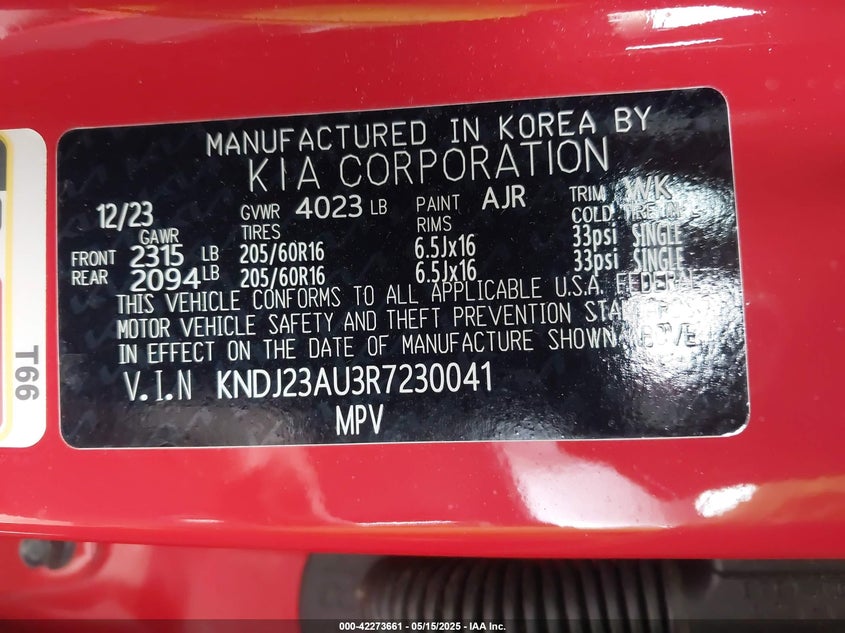 MANUFACTURED IN KOREA BY
KIA CORPORATION
12/23 GVWR 4023 LB PAINT AJR TRIM WK
GAWR TIRES RIMS COLD
FRONT 2315 LB 205/60R16 6.5Jx16 33psi SINGLE
REAR 2094 LB 205/60R16 6.5Jx16 33psi SINGLE
THIS VEHICLE CONFORMS TO ALL APPLICABLE U.S.A. FEDERAL
MOTOR VEHICLE SAFETY AND THEFT PREVENTION
IN EFFECT ON THE DATE OF MANUFACTURE SHOWN ABOVE
V.I.N KNDJ23AU3R7230041
MPV
T66
000-42273661 - 05/15/2025 - IAA Inc.